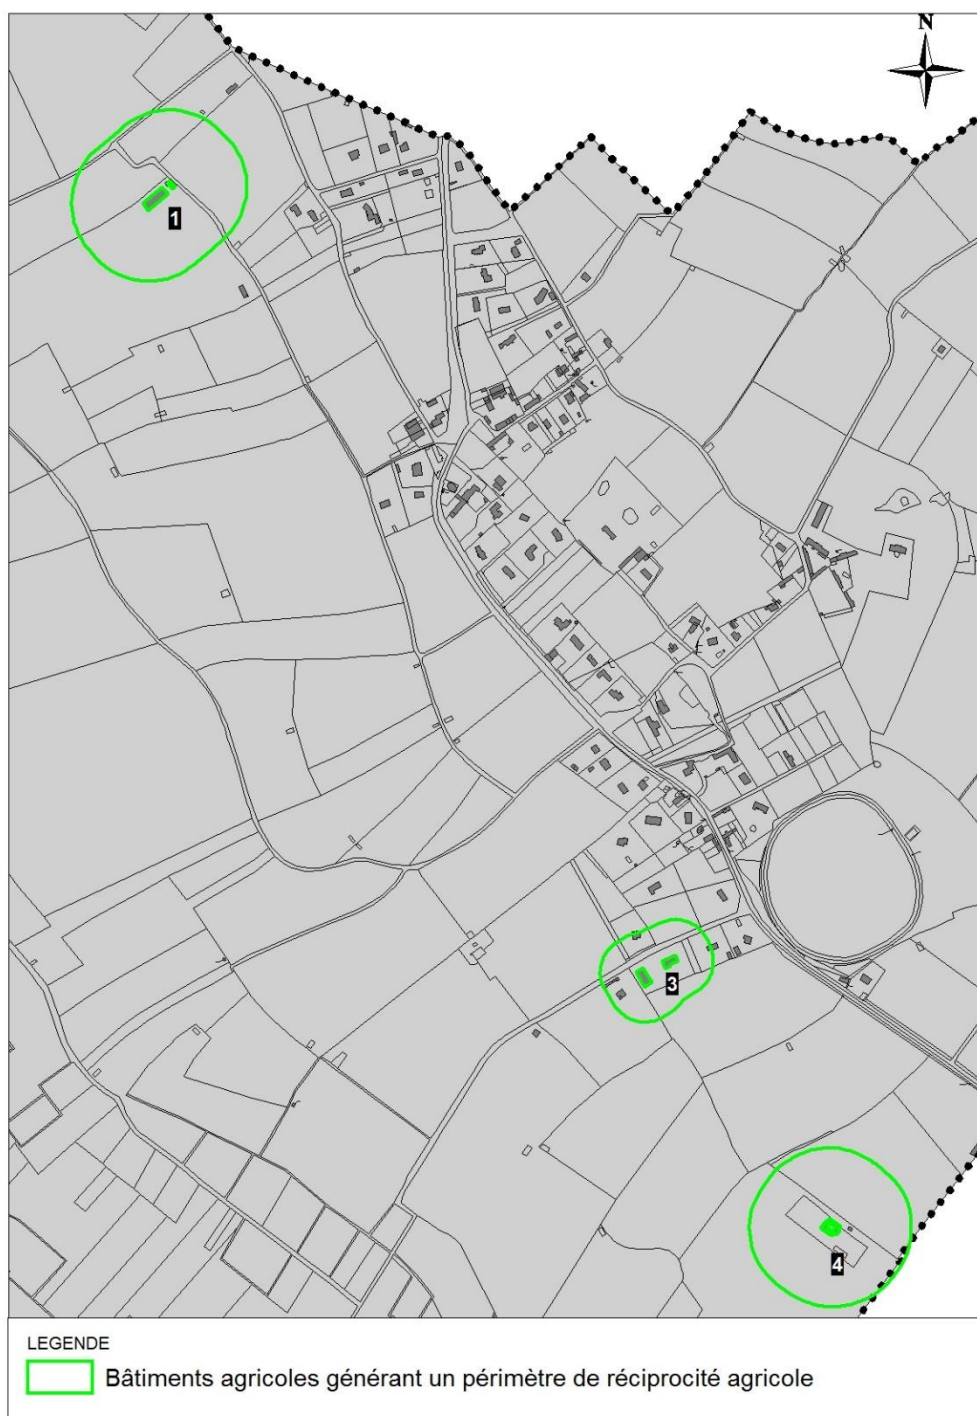 N
1
3
4
LEGENDE
Bâtiments agricoles générant un périmètre de réciprocité agricole